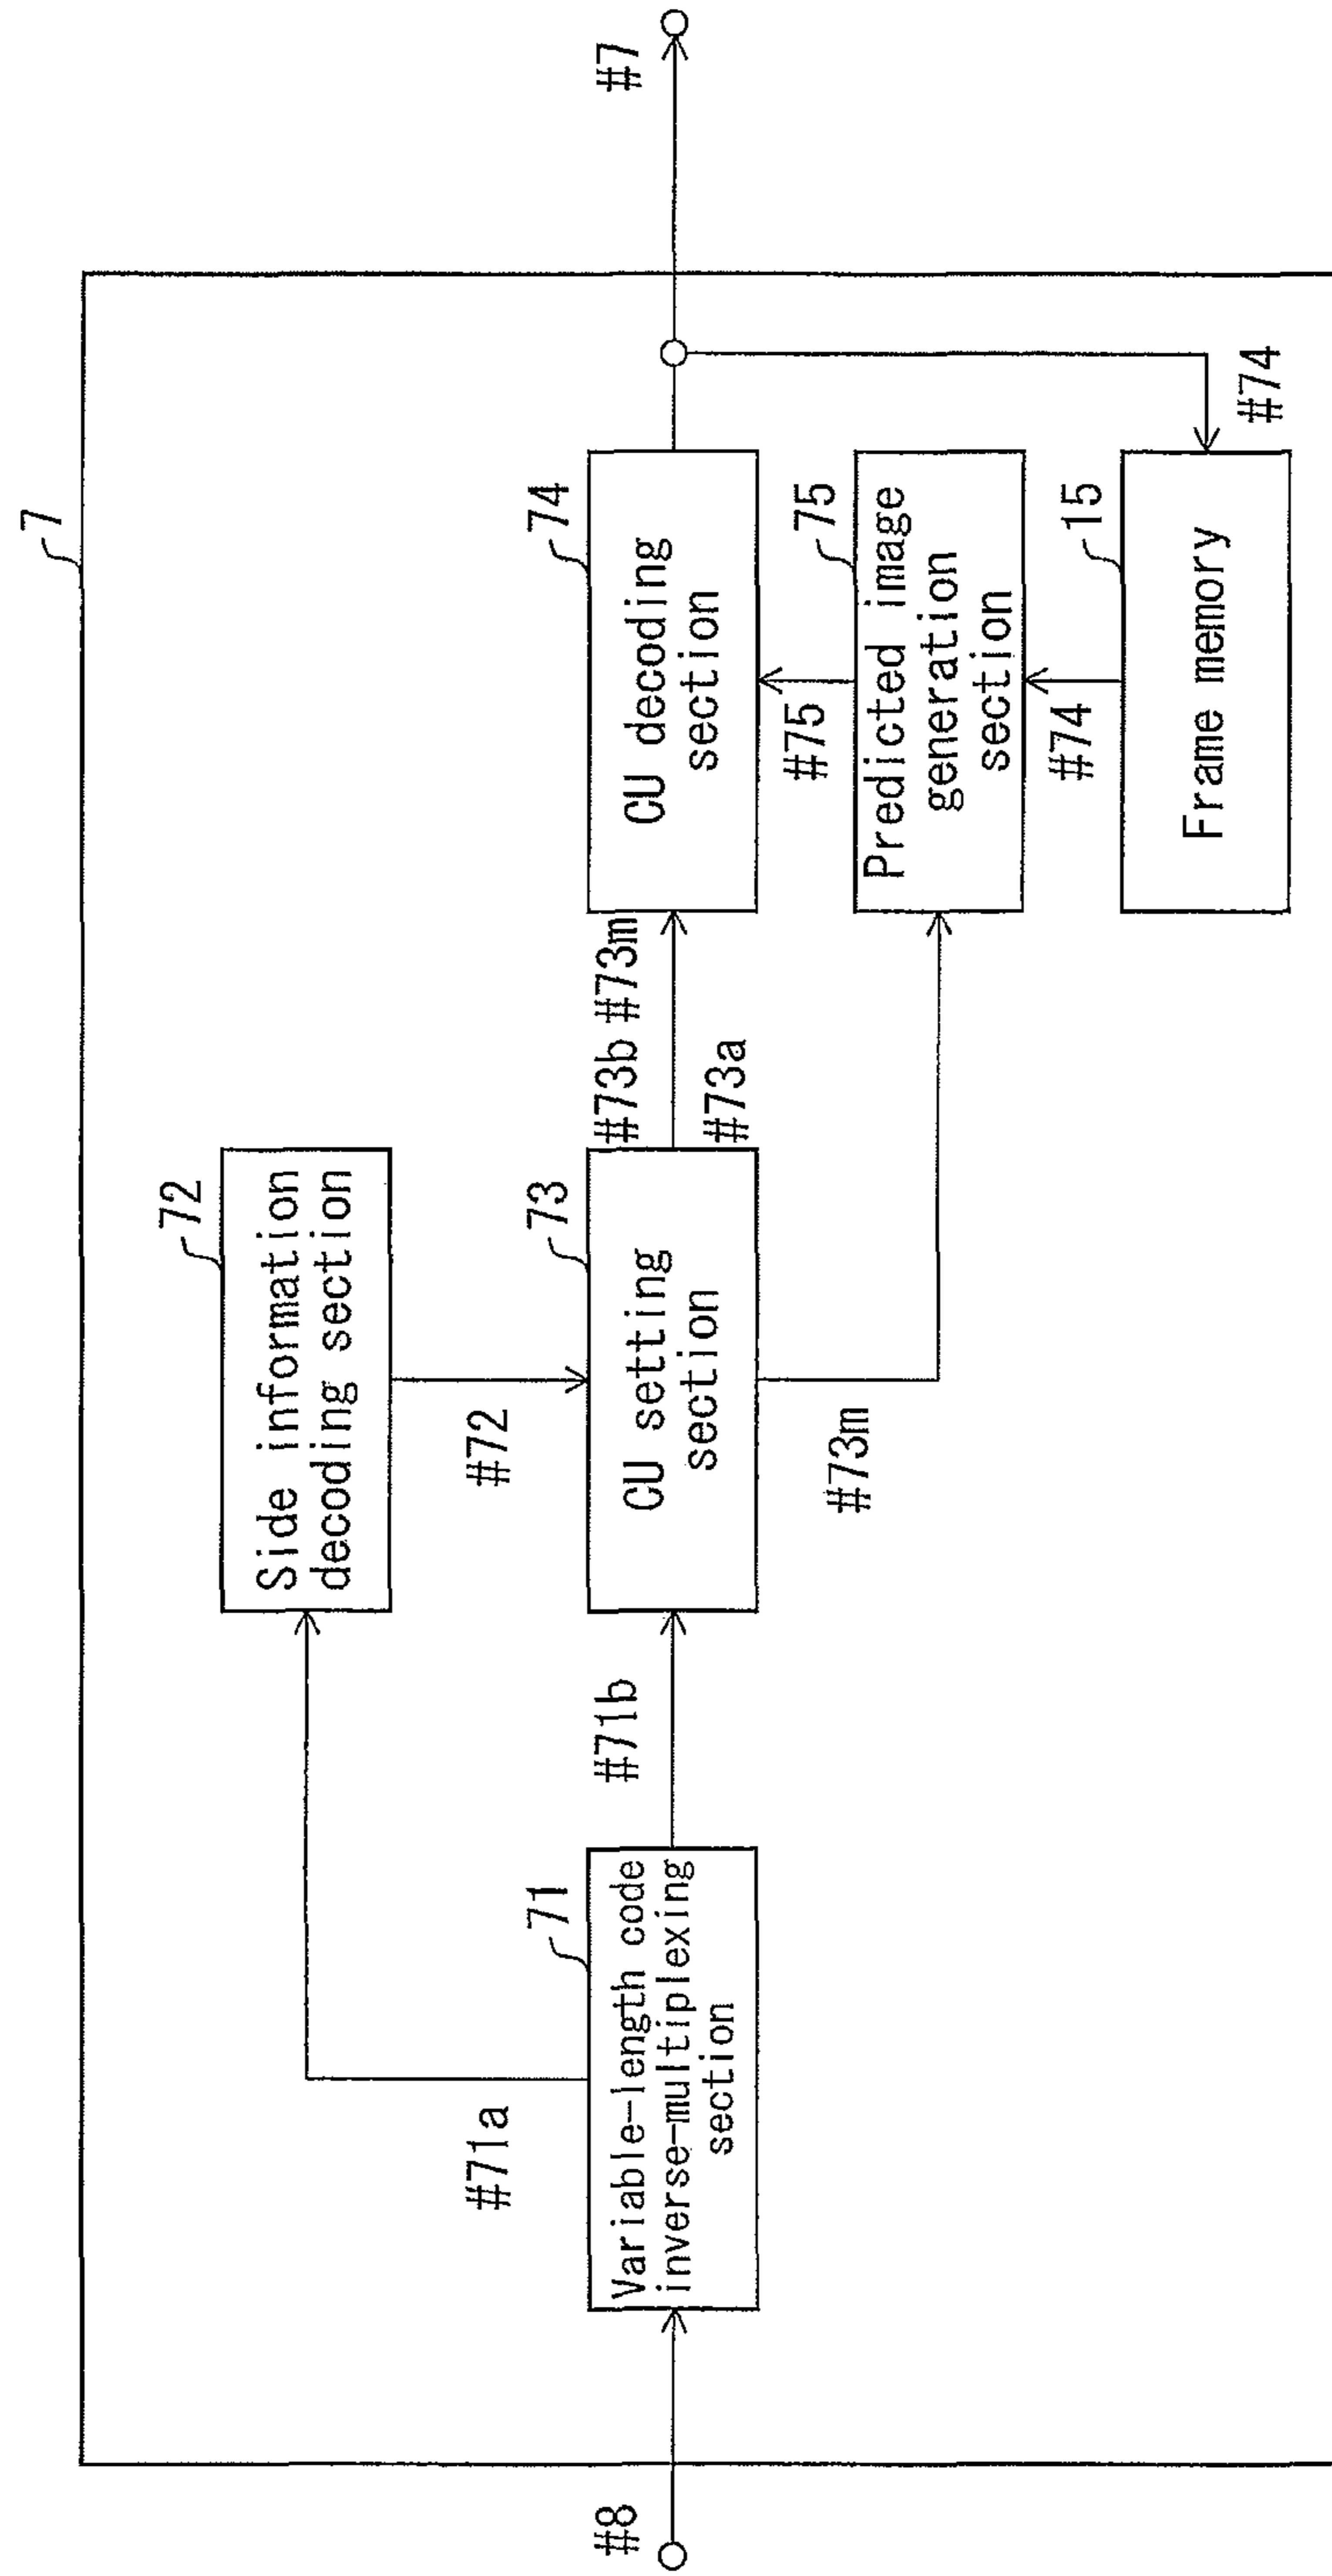 7
#8
Variable-length code
inverse-multiplexing
section
71
#71a
#71b
Side information
decoding section
72
#72
CU setting
section
73
#73m
#73b #73m
#73a
CU decoding
section
74
#75
Predicted image
generation
section
75
#74
Frame memory
15
#74
#7